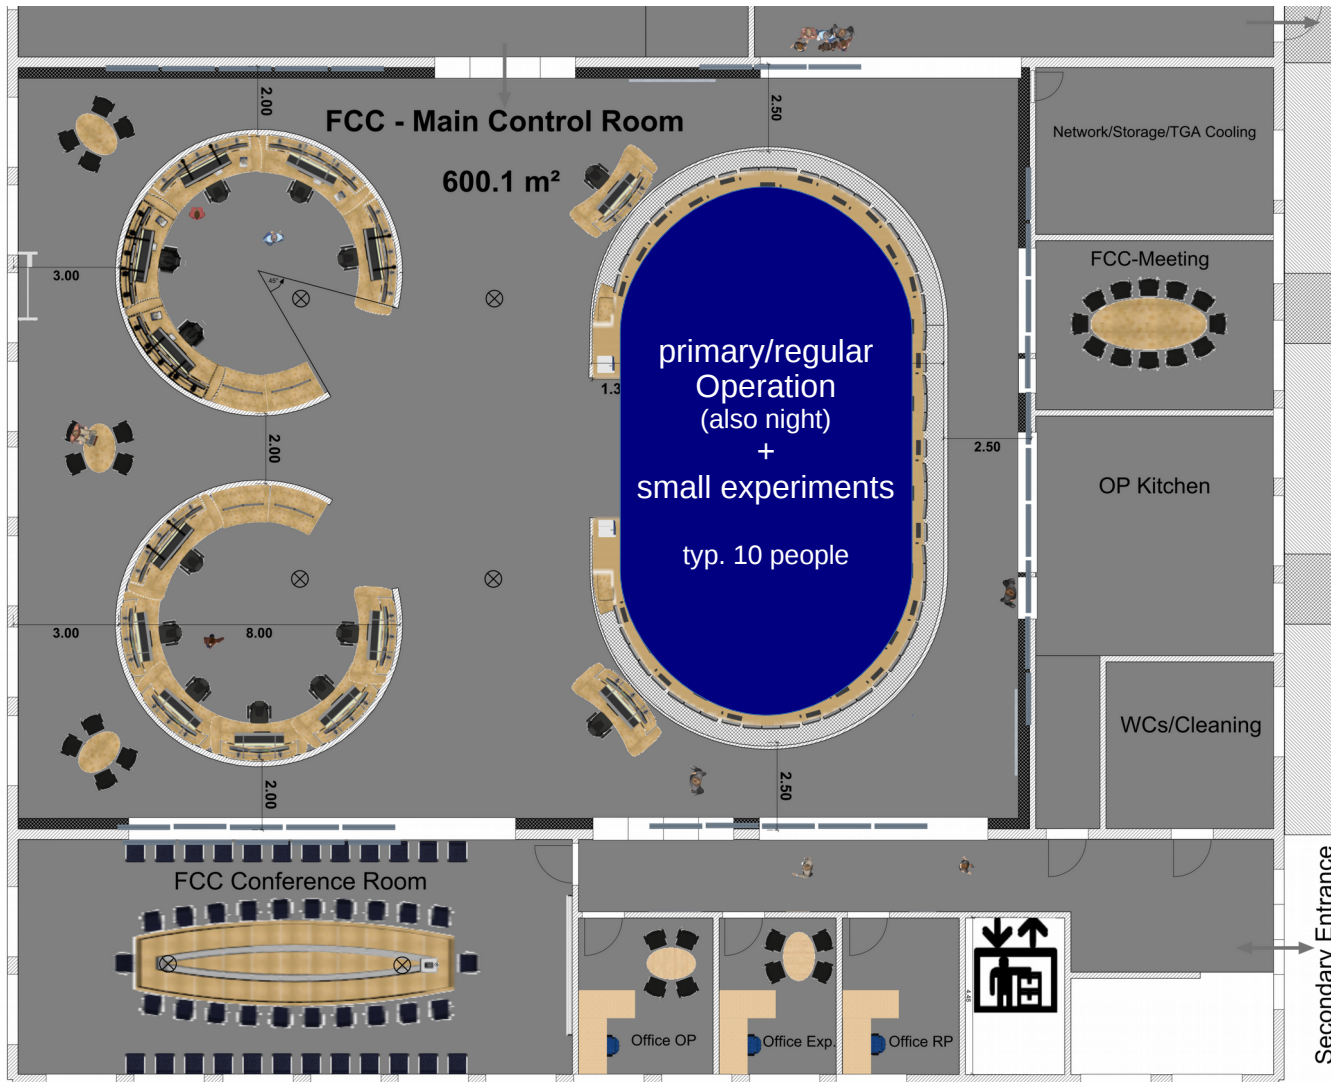 FCC - Main Control Room
600.1 m²
2.00
2.50
Network/Storage/TGA Cooling
3.00
45°
FCC-Meeting
primary/regular
Operation
(also night)
+
small experiments
typ. 10 people
1.3
2.00
2.50
OP Kitchen
3.00
8.00
WCs/Cleaning
2.00
2.50
FCC Conference Room
Office OP
Office Exp.
Office RP
4.46
Secondary Entrance